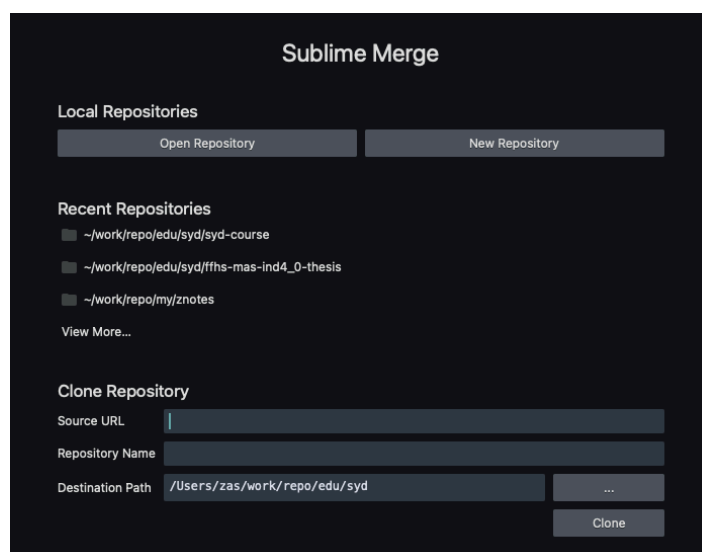 Sublime Merge
Local Repositories
Open Repository New Repository
Recent Repositories
~/work/repo/edu/syd/syd-course
~/work/repo/edu/syd/ffhs-mas-ind4_0-thesis
~/work/repo/my/znotes
View More...
Clone Repository
Source URL
Repository Name
Destination Path /Users/zas/work/repo/edu/syd ...
Clone